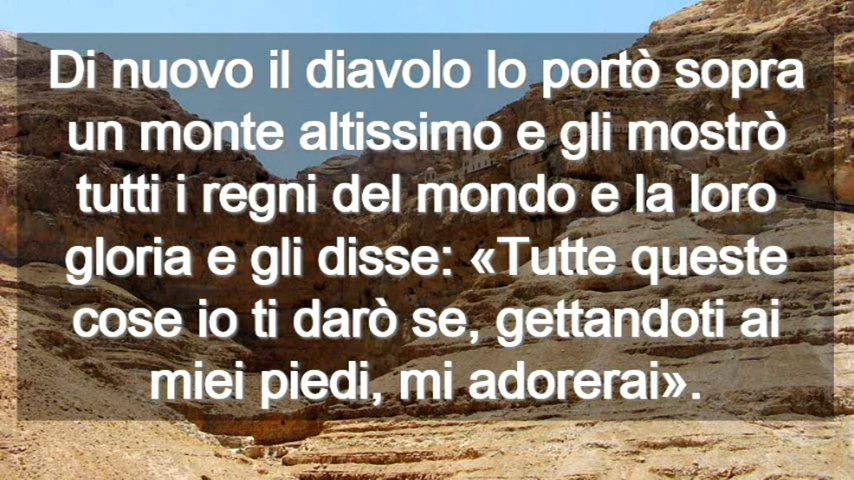 Di nuovo il diavolo lo portò sopra
un monte altissimo e gli mostrò
tutti i regni del mondo e la loro
gloria e gli disse: «Tutte queste
cose io ti darò se, gettandoti ai
miei piedi, mi adorerai».